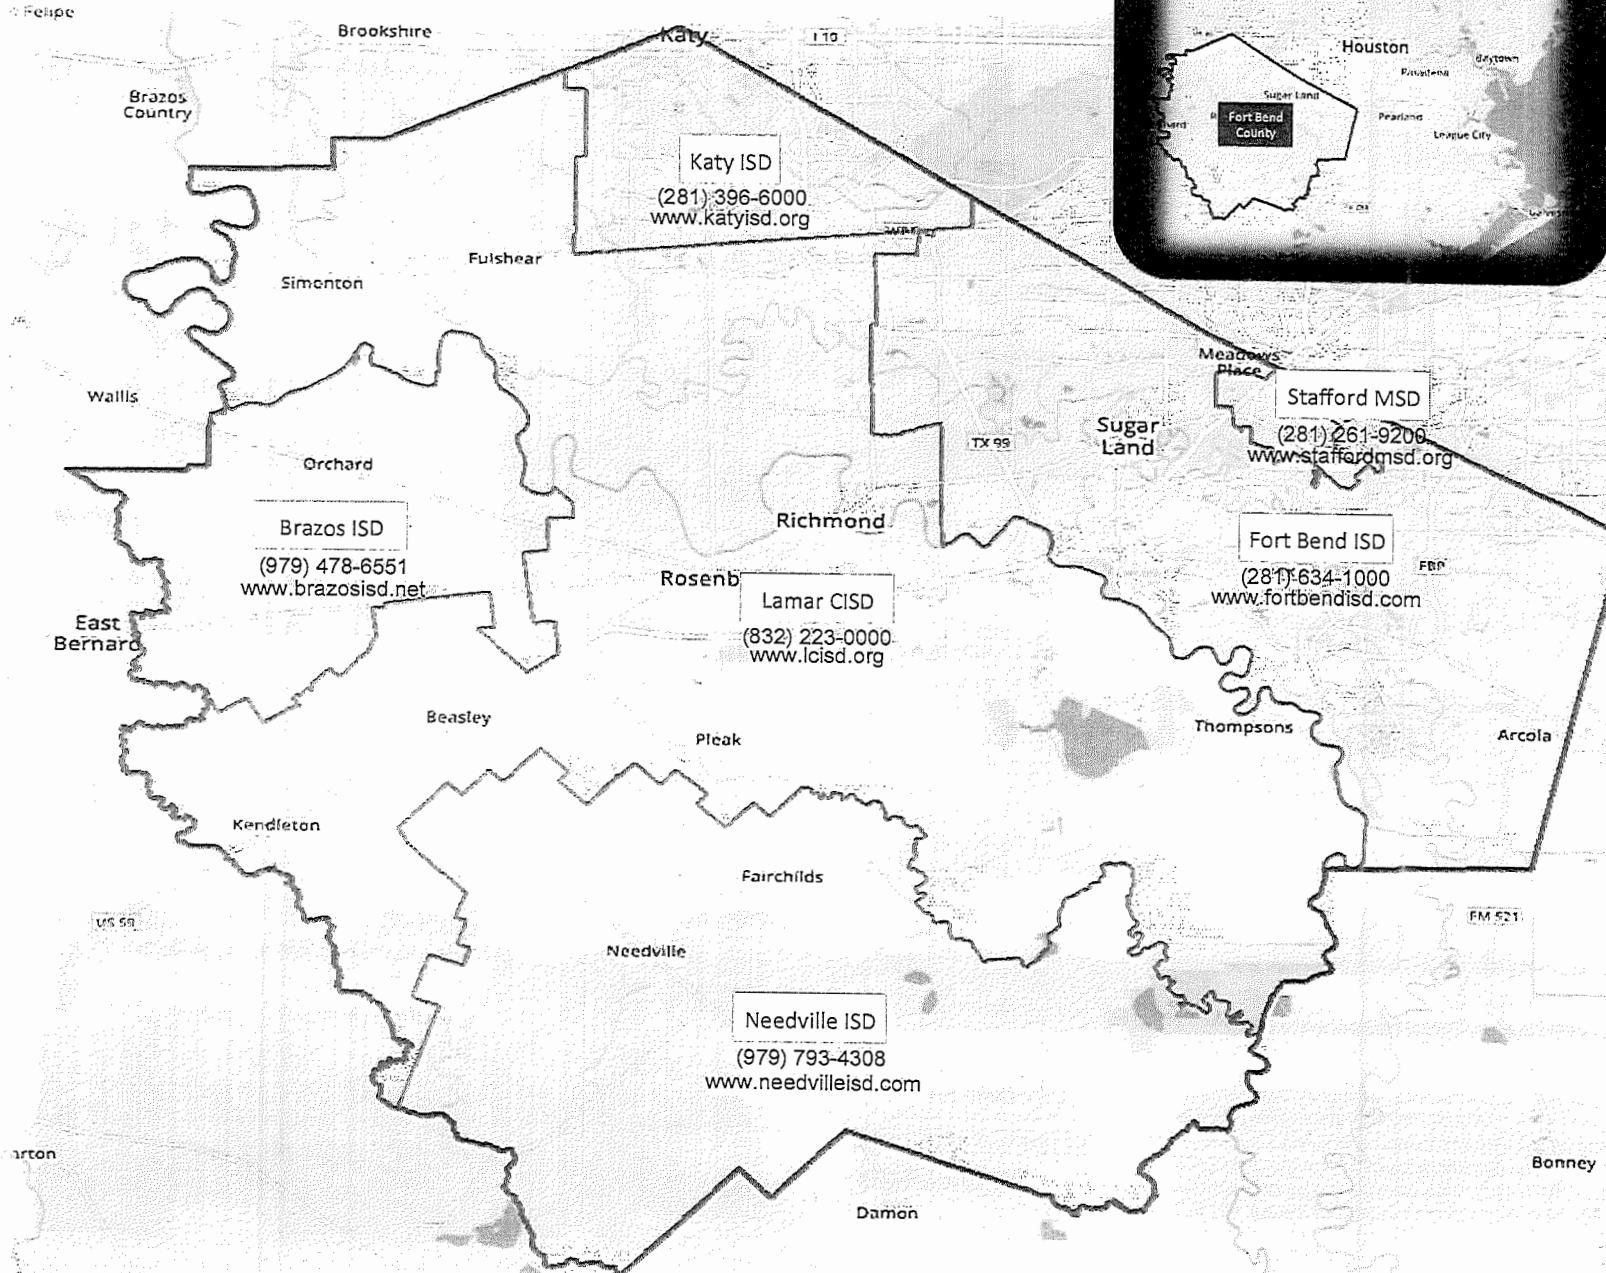 Felipe
Brookshire
Katy
I 10
Brazos
Country
Houston
Baytown
Pasadena
Sugar Land
Fort Bend
County
Pearland
League City
Katy ISD
(281) 396-6000
www.katyisd.org
Fulshear
Simonton
Meadows
Place
Wallis
Stafford MSD
(281) 261-9200
www.staffordmsd.org
Sugar
Land
TX 99
Orchard
Brazos ISD
(979) 478-6551
www.brazosisd.net
Richmond
Fort Bend ISD
(281) 634-1000
www.fortbendisd.com
Rosenb
Lamar CISD
(832) 223-0000
www.lcisd.org
East
Bernard
Beasley
Pleak
Thompsons
Arcola
Kendleton
Fairchilds
US 59
FM 521
Needville
Needville ISD
(979) 793-4308
www.needvilleisd.com
arton
Bonney
Damon